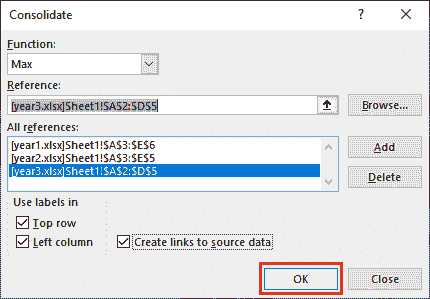 Consolidate
?
Function:
Max
Reference:
[year3.xlsx]Sheet1!$A$2:$D$5
Browse...
All references:
[year1.xlsx]Sheet1!$A$3:$E$6
[year2.xlsx]Sheet1!$A$3:$E$5
[year3.xlsx]Sheet1!$A$2:$D$5
Add
Delete
Use labels in
Top row
Left column
Create links to source data
OK
Close